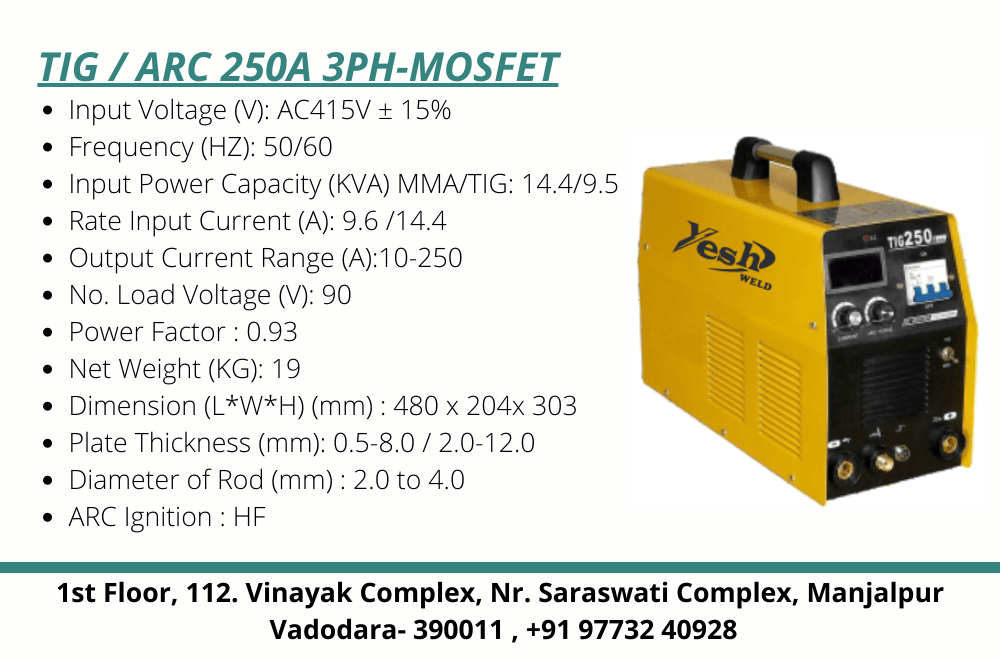 TIG / ARC 250A 3PH-MOSFET
Input Voltage (V): AC415V ± 15%
Frequency (HZ): 50/60
Input Power Capacity (KVA) MMA/TIG: 14.4/9.5
Rate Input Current (A): 9.6 /14.4
Output Current Range (A):10-250
No. Load Voltage (V): 90
Power Factor : 0.93
Net Weight (KG): 19
Dimension (L*W*H) (mm) : 480 x 204x 303
Plate Thickness (mm): 0.5-8.0 / 2.0-12.0
Diameter of Rod (mm) : 2.0 to 4.0
ARC Ignition : HF
Yesh
WELD
TIG250
CURRENT
1st Floor, 112. Vinayak Complex, Nr. Saraswati Complex, Manjalpur
Vadodara- 390011 , +91 97732 40928